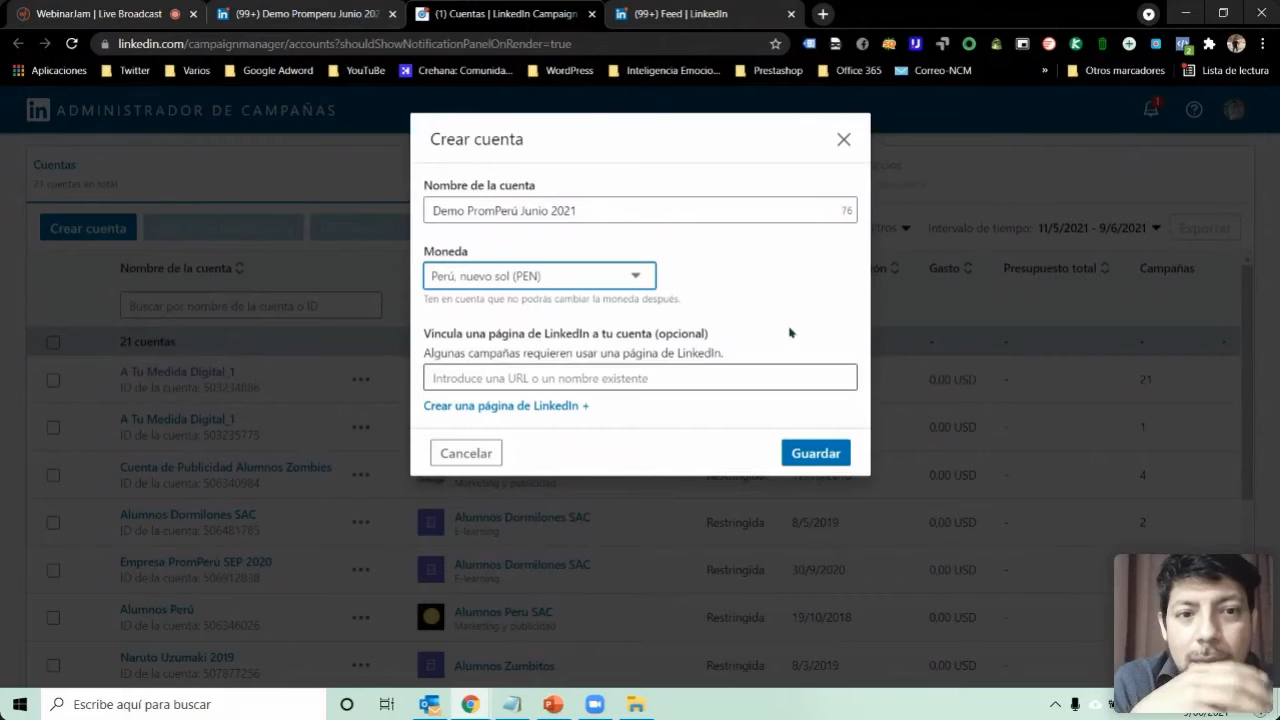 WebinarJam | Live Broadcast
(99+) Demo Promperu Junio 202
(1) Cuentas | LinkedIn Campaign
(99+) Feed | LinkedIn
linkedin.com/campaignmanager/accounts?shouldShowNotificationPanelOnRender=true
Aplicaciones
Twitter
Varios
Google Adword
YouTube
Crehana: Comunida...
WordPress
Inteligencia Emocio...
Prestashop
Office 365
Correo-NCM
»
Otros marcadores
Lista de lectura
in ADMINISTRADOR DE CAMPAÑAS
Crear cuenta
Cuentas
21 cuentas en total
Nombre de la cuenta
Demo PromPerú Junio 2021
76
Crear cuenta
Intervalo de tiempo: 11/5/2021 - 9/6/2021
Exportar
Moneda
Perú, nuevo sol (PEN)
Ten en cuenta que no podrás cambiar la moneda después.
Nombre de la cuenta
Gasto
Presupuesto total
Campañas
Buscar por nombre de la cuenta o ID
Vincula una página de LinkedIn a tu cuenta (opcional)
Algunas campañas requieren usar una página de LinkedIn.
Introduce una URL o un nombre existente
Crear una página de LinkedIn +
Cancelar
Guardar
21 cuentas
-
-
-
A Tu Medida Digital_1
ID de la cuenta: 503234886
0,00 USD
-
21
A Tu Medida Digital_1
ID de la cuenta: 503235775
0,00 USD
-
1
Cuenta de Publicidad Alumnos Zombies
ID de la cuenta: 506340984
Marketing y publicidad
0,00 USD
-
4
Alumnos Dormilones SAC
ID de la cuenta: 506481785
Alumnos Dormilones SAC
E-learning
Restringida
8/5/2019
0,00 USD
-
2
Empresa PromPerú SEP 2020
ID de la cuenta: 506912838
Alumnos Dormilones SAC
E-learning
Restringida
30/9/2020
0,00 USD
-
Alumnos Perú
ID de la cuenta: 506346026
Alumnos Peru SAC
Marketing y publicidad
Restringida
19/10/2018
0,00 USD
-
Naruto Uzumaki 2019
ID de la cuenta: 507877256
Alumnos Zumbitos
Restringida
8/3/2019
0,00 USD
-
Escribe aquí para buscar